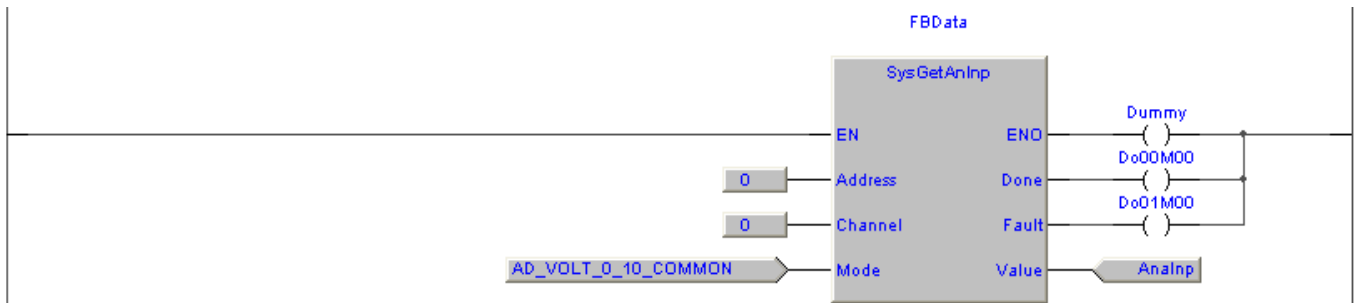 FBData
SysGetAnInp
Dummy
EN ENO
Do00M00
0 Address Done
Do01M00
0 Channel Fault
AD_VOLT_0_10_COMMON Mode Value AnaInp